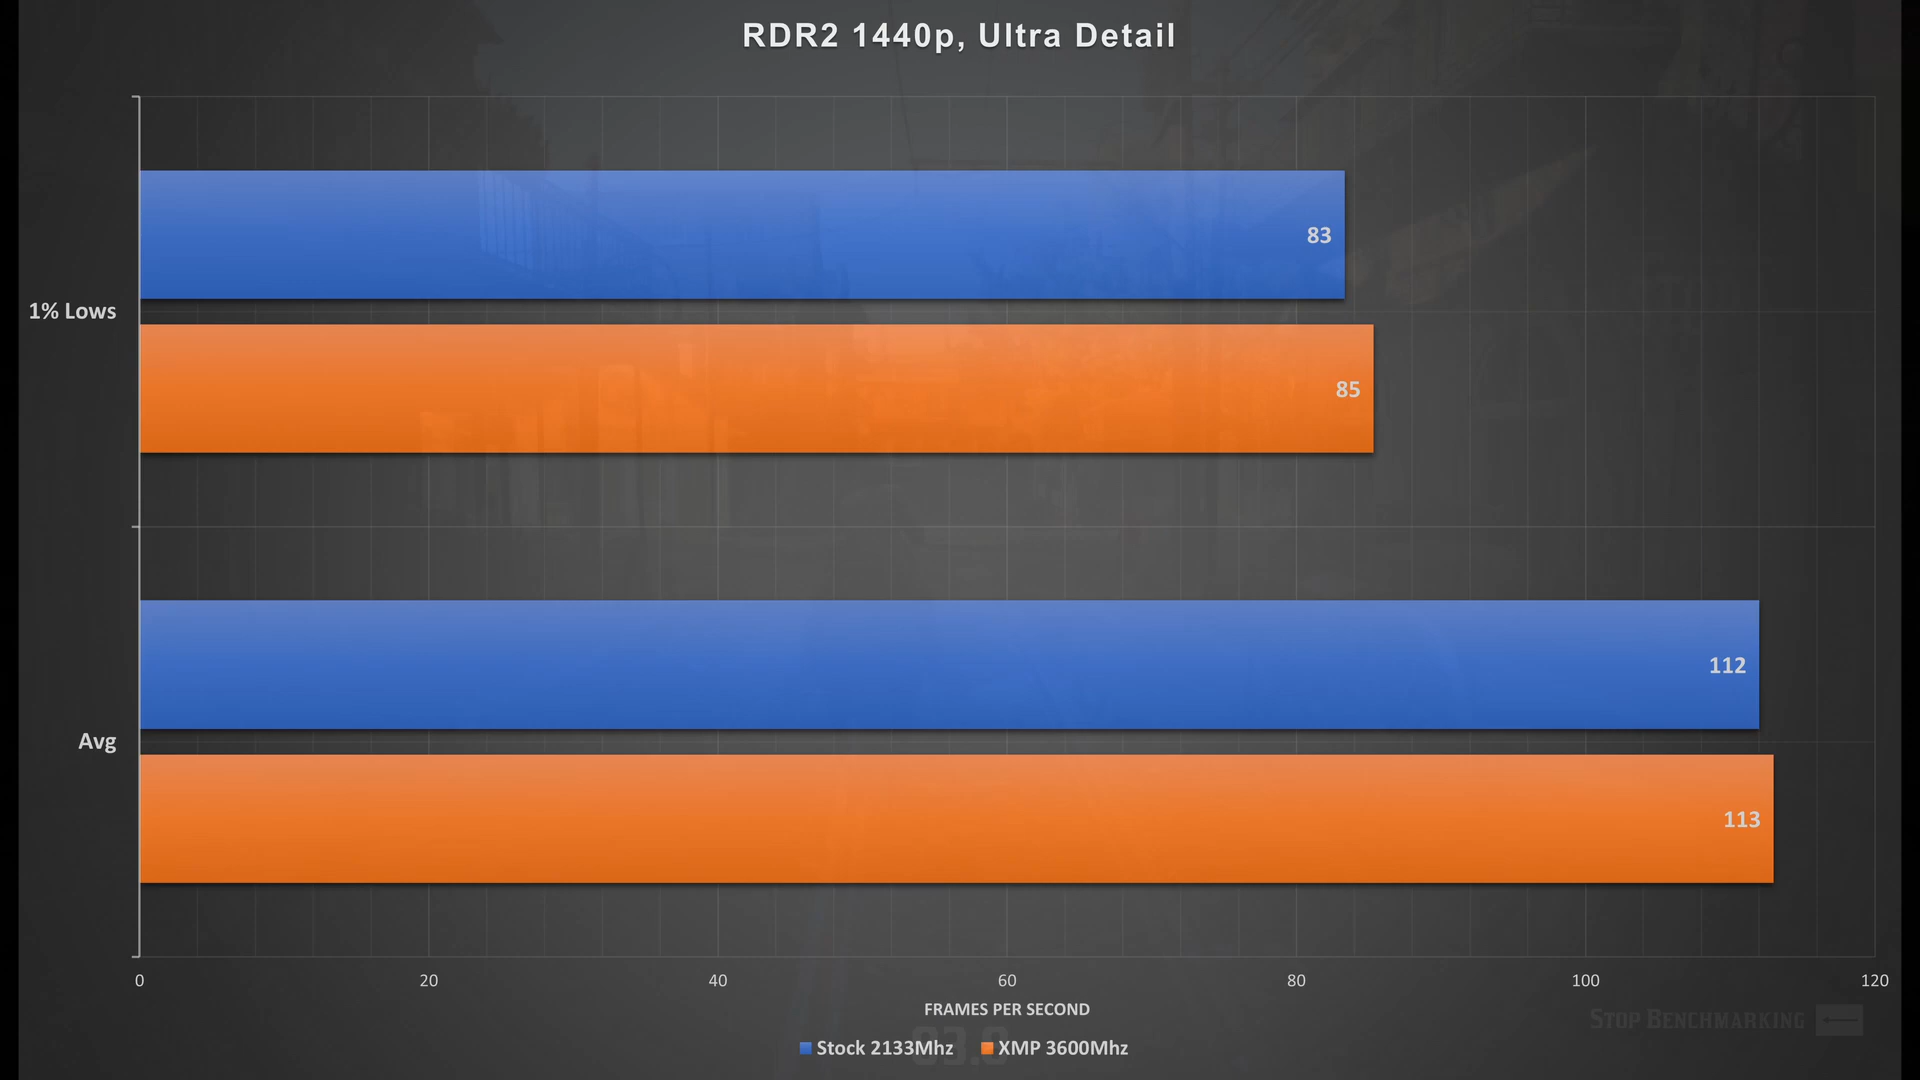 RDR2 1440p, Ultra Detail
83
1% Lows
85
112
Avg
113
0 20 40 60 80 100 120
FRAMES PER SECOND
STOP BENCHMARKING
Stock 2133Mhz XMP 3600Mhz